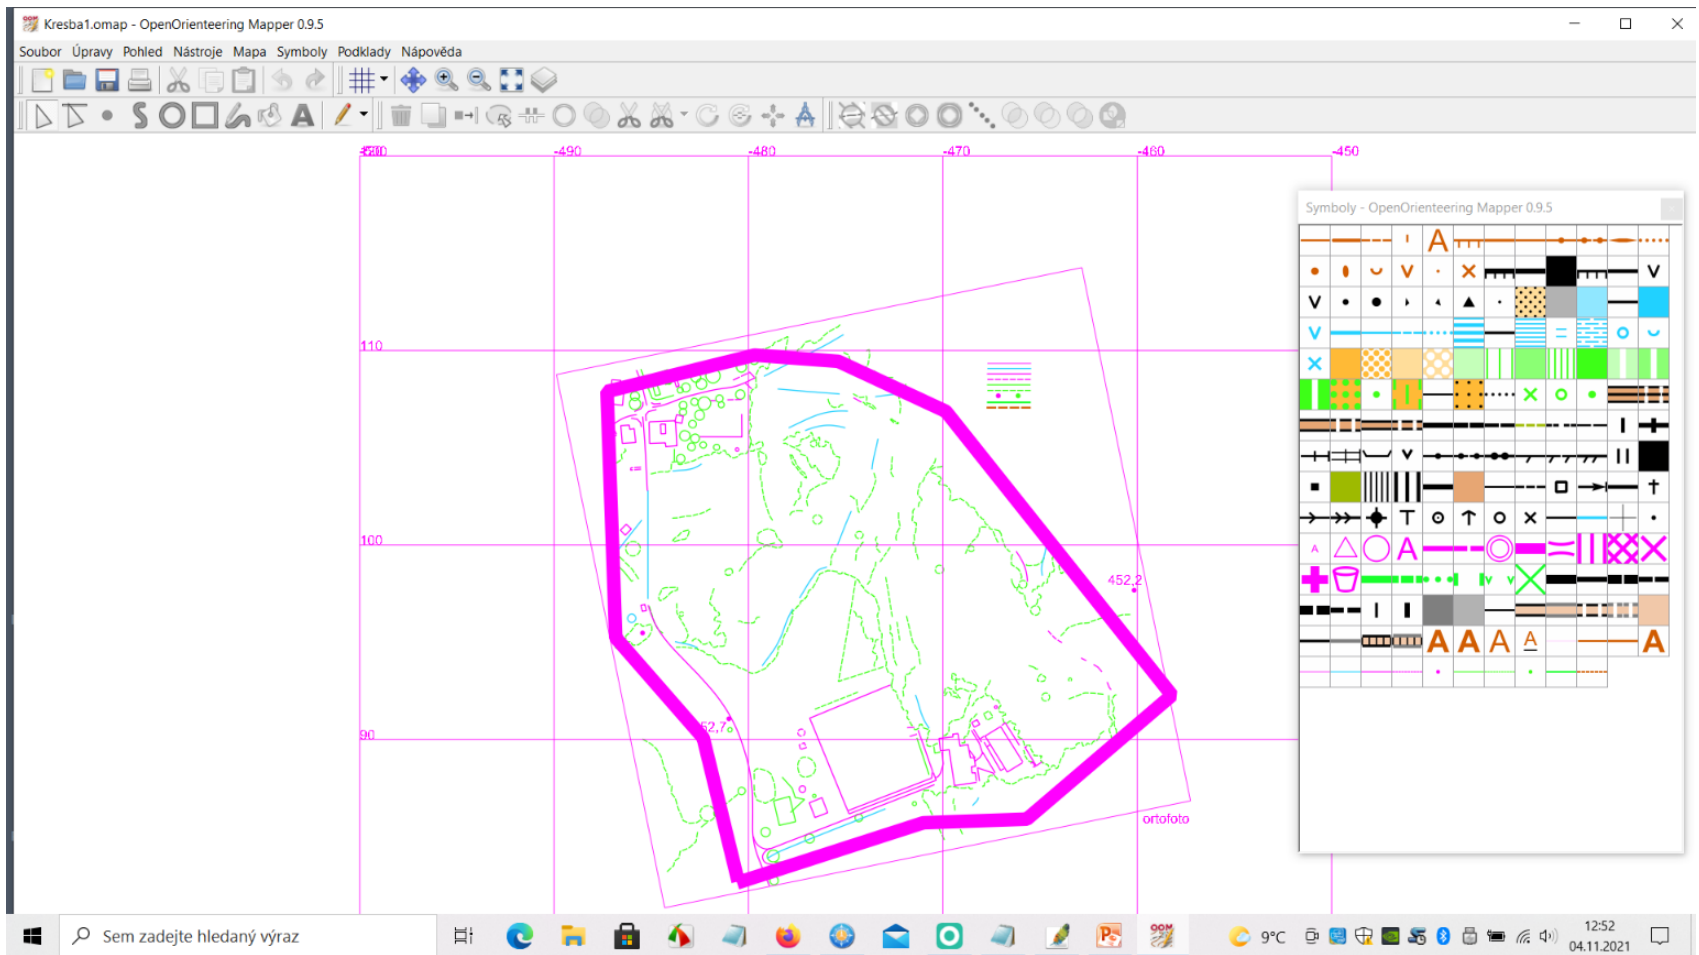 Kresba1.omap - OpenOrienteering Mapper 0.9.5
Soubor Úpravy Pohled Nástroje Mapa Symboly Podklady Nápověda
-490 -480 -470 -460 -450
110
100
90
452,2
52,7
ortofoto
Symboly - OpenOrienteering Mapper 0.9.5
Sem zadejte hledaný výraz
9°C
12:52
04.11.2021